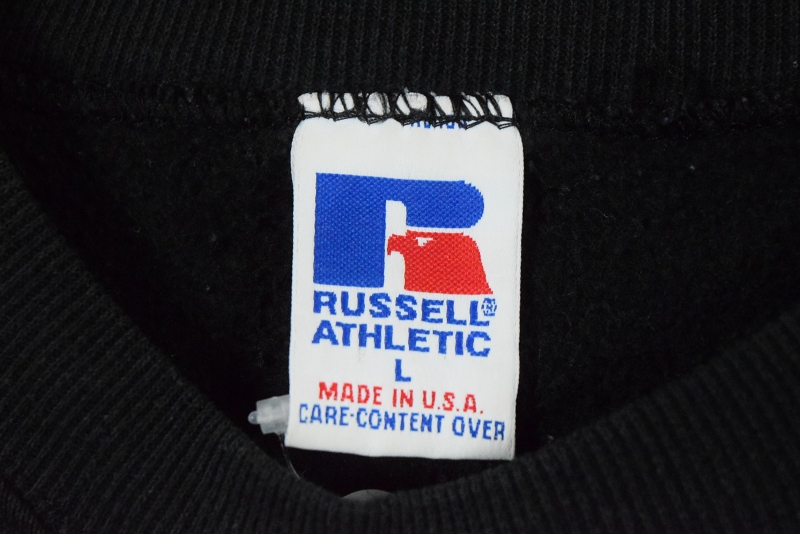 RUSSELL
ATHLETIC
L
MADE IN U.S.A.
CARE-CONTENT OVER